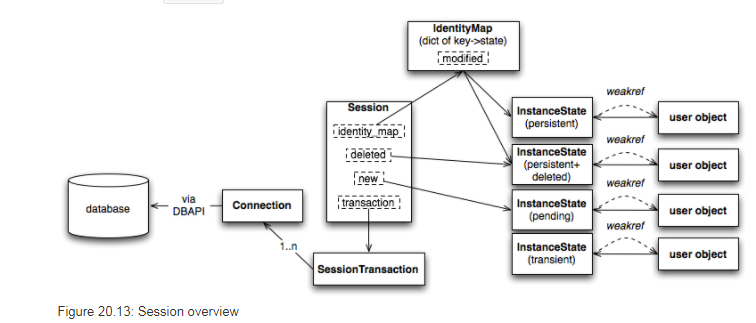 IdentityMap
(dict of key->state)
modified
Session
identity_map
deleted
new
transaction
weakref
InstanceState
(persistent)
user object
weakref
InstanceState
(persistent+
deleted)
user object
weakref
InstanceState
(pending)
user object
weakref
InstanceState
(transient)
user object
database
via
DBAPI
Connection
1..n
SessionTransaction
Figure 20.13: Session overview